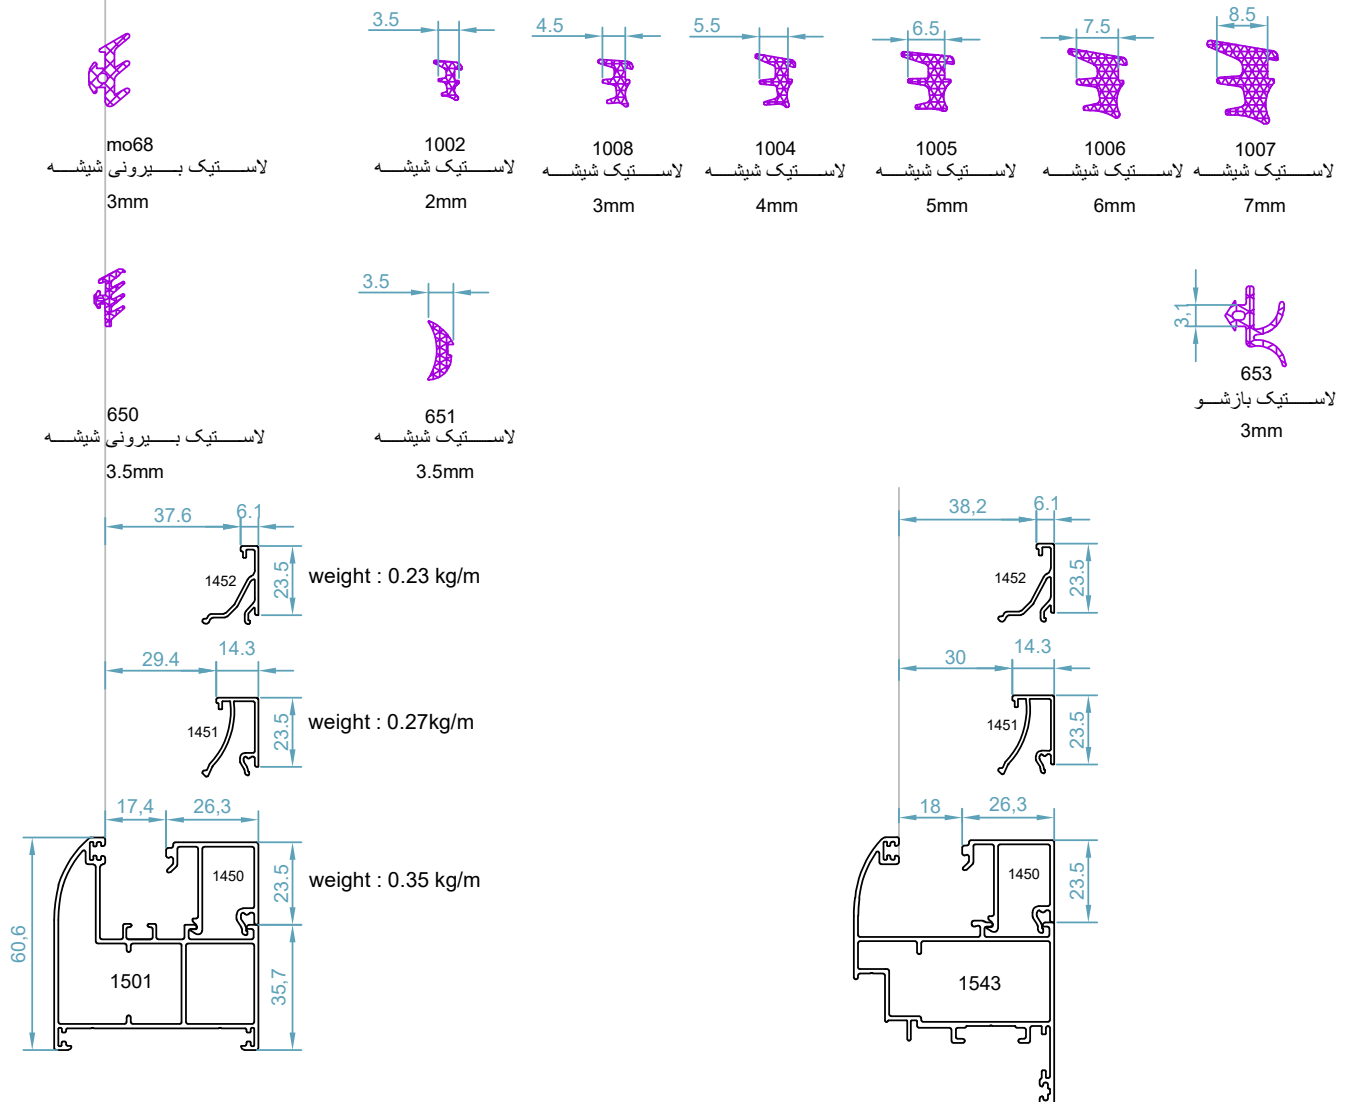 3.5
4.5
5.5
6.5
7.5
8.5
mo68
لاستیک بیرونی شیشه
3mm
1002
لاستیک شیشه
2mm
1008
لاستیک شیشه
3mm
1004
لاستیک شیشه
4mm
1005
لاستیک شیشه
5mm
1006
لاستیک شیشه
6mm
1007
لاستیک شیشه
7mm
650
لاستیک بیرونی شیشه
3.5mm
3.5
651
لاستیک شیشه
3.5mm
3,1
653
لاستیک بازشو
3mm
37.6
6.1
1452
23.5
weight : 0.23 kg/m
38,2
6.1
1452
23.5
29.4
14.3
1451
23.5
weight : 0.27kg/m
30
14.3
1451
23.5
17,4
26,3
1450
23.5
weight : 0.35 kg/m
60,6
1501
35,7
18
26,3
1450
23.5
1543